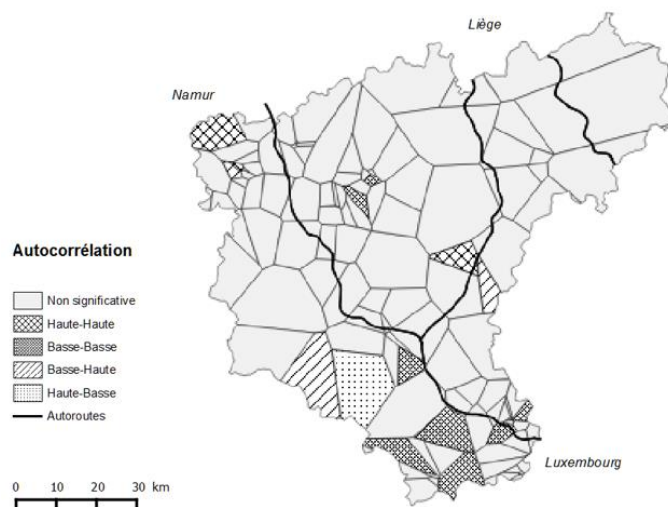 Liège
Namur
Autocorrélation
Non significative
Haute-Haute
Basse-Basse
Basse-Haute
Haute-Basse
Autoroutes
Luxembourg
0 10 20 30 km